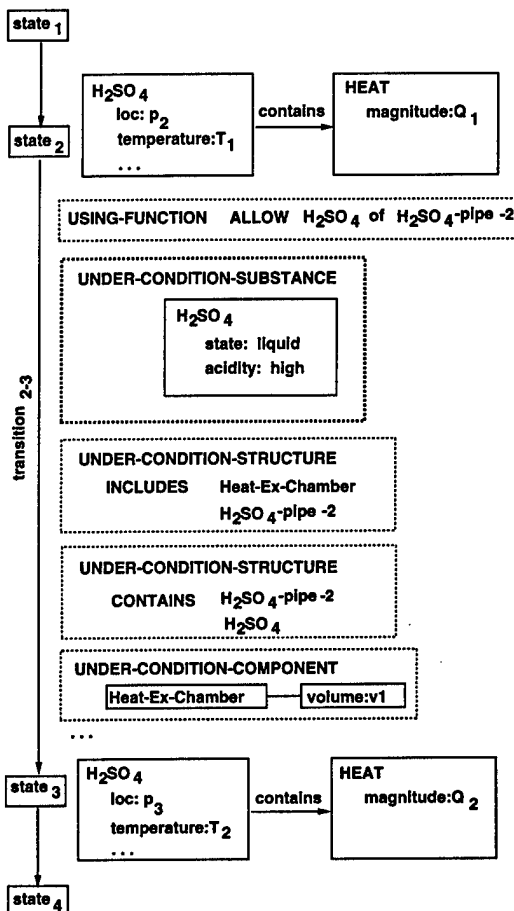 state 1
H2SO4
loc: p2
temperature:T1
...
contains
HEAT
magnitude:Q1
state 2
USING-FUNCTION ALLOW H2SO4 of H2SO4-pipe -2
UNDER-CONDITION-SUBSTANCE
H2SO4
state: liquid
acidity: high
transition 2-3
UNDER-CONDITION-STRUCTURE
INCLUDES Heat-Ex-Chamber
H2SO4-pipe -2
UNDER-CONDITION-STRUCTURE
CONTAINS H2SO4-pipe -2
H2SO4
UNDER-CONDITION-COMPONENT
Heat-Ex-Chamber volume:v1
...
state 3
H2SO4
loc: p3
temperature:T2
...
contains
HEAT
magnitude:Q2
state 4